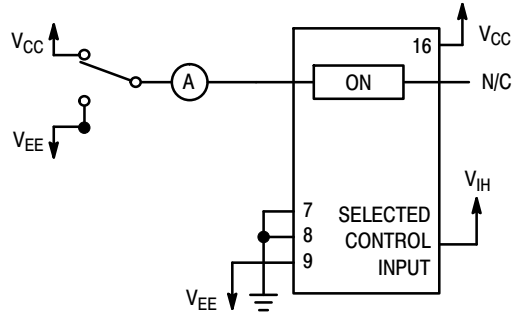 V_CC
16
V_CC
A
ON
N/C
V_EE
V_IH
7
SELECTED
8
CONTROL
9
INPUT
V_EE